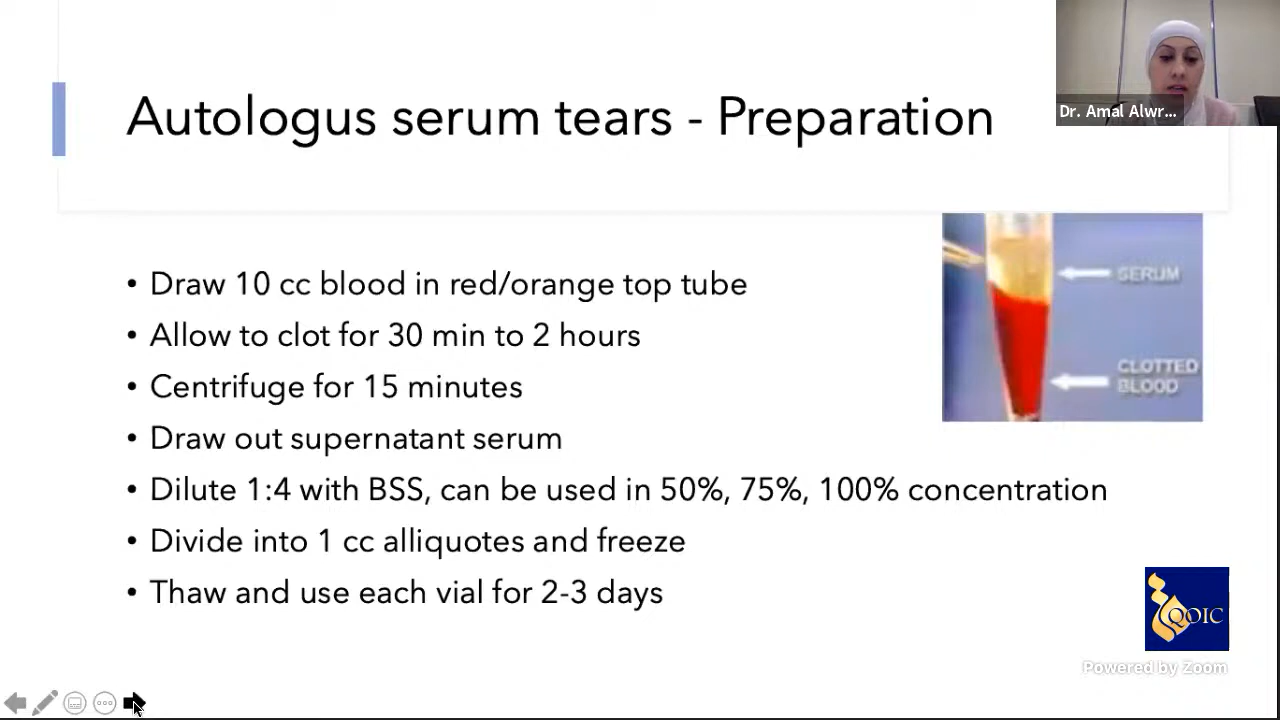 Autologus serum tears - Preparation
Dr. Amal Alwr...
• Draw 10 cc blood in red/orange top tube
• Allow to clot for 30 min to 2 hours
• Centrifuge for 15 minutes
• Draw out supernatant serum
• Dilute 1:4 with BSS, can be used in 50%, 75%, 100% concentration
• Divide into 1 cc alliquotes and freeze
• Thaw and use each vial for 2-3 days
SERUM
CLOTTED
BLOOD
QOIC
Powered by Zoom